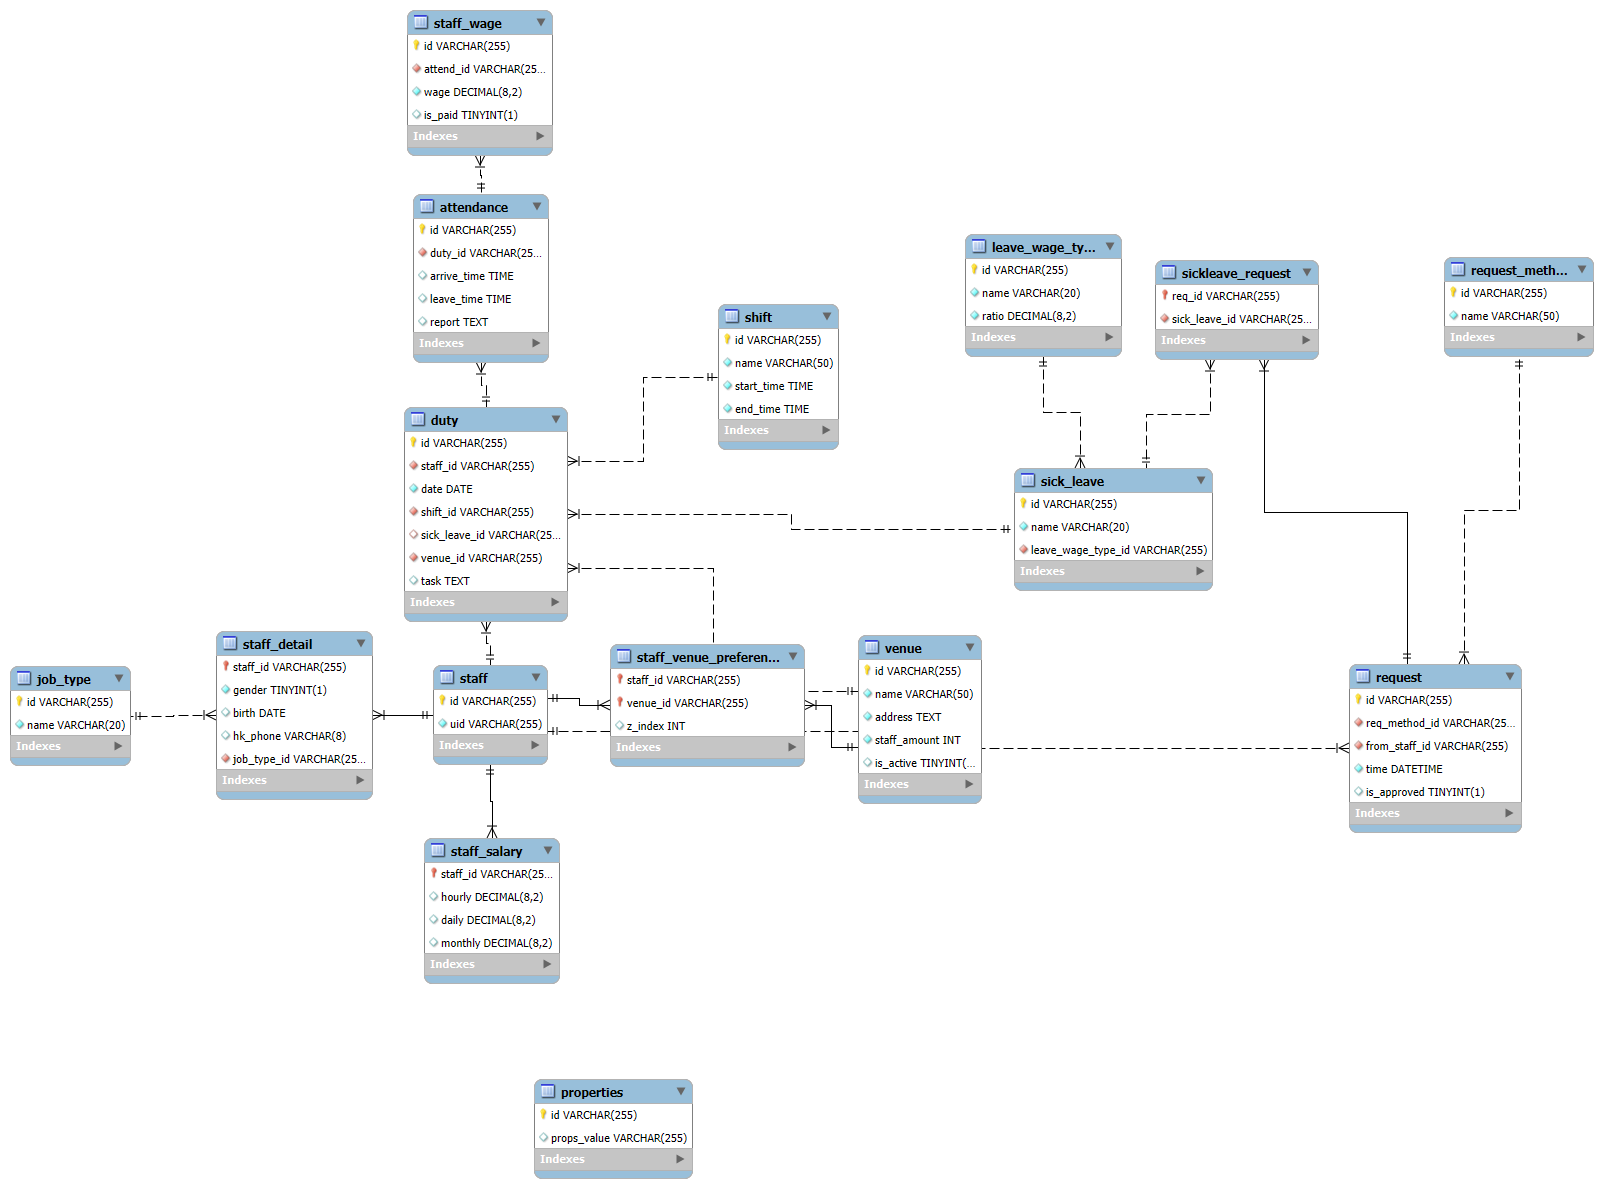 staff_wage
id VARCHAR(255)
attend_id VARCHAR(25...
wage DECIMAL(8,2)
is_paid TINYINT(1)
Indexes
attendance
id VARCHAR(255)
duty_id VARCHAR(25...
arrive_time TIME
leave_time TIME
report TEXT
Indexes
shift
id VARCHAR(255)
name VARCHAR(50)
start_time TIME
end_time TIME
Indexes
leave_wage_ty...
id VARCHAR(255)
name VARCHAR(20)
ratio DECIMAL(8,2)
Indexes
sickleave_request
req_id VARCHAR(255)
sick_leave_id VARCHAR(25...
Indexes
request_meth...
id VARCHAR(255)
name VARCHAR(50)
Indexes
duty
id VARCHAR(255)
staff_id VARCHAR(255)
date DATE
shift_id VARCHAR(255)
sick_leave_id VARCHAR(25...
venue_id VARCHAR(255)
task TEXT
Indexes
sick_leave
id VARCHAR(255)
name VARCHAR(20)
leave_wage_type_id VARCHAR(255)
Indexes
job_type
id VARCHAR(255)
name VARCHAR(20)
Indexes
staff_detail
staff_id VARCHAR(255)
gender TINYINT(1)
birth DATE
hk_phone VARCHAR(8)
job_type_id VARCHAR(25...
Indexes
staff
id VARCHAR(255)
uid VARCHAR(255)
Indexes
staff_venue_preferen...
staff_id VARCHAR(255)
venue_id VARCHAR(255)
z_index INT
Indexes
venue
id VARCHAR(255)
name VARCHAR(50)
address TEXT
staff_amount INT
is_active TINYINT(...
Indexes
request
id VARCHAR(255)
req_method_id VARCHAR(25...
from_staff_id VARCHAR(255)
time DATETIME
is_approved TINYINT(1)
Indexes
staff_salary
staff_id VARCHAR(25...
hourly DECIMAL(8,2)
daily DECIMAL(8,2)
monthly DECIMAL(8,2)
Indexes
properties
id VARCHAR(255)
props_value VARCHAR(255)
Indexes